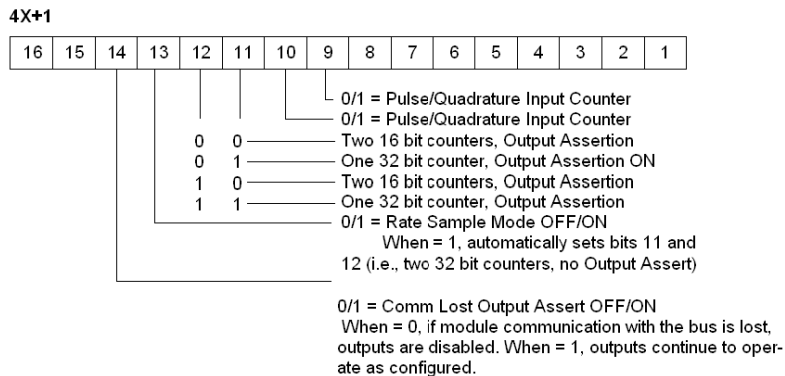 4X+1
16 15 14 13 12 11 10 9 8 7 6 5 4 3 2 1
0/1 = Pulse/Quadrature Input Counter
0/1 = Pulse/Quadrature Input Counter
0 0 Two 16 bit counters, Output Assertion
0 1 One 32 bit counter, Output Assertion ON
1 0 Two 16 bit counters, Output Assertion
1 1 One 32 bit counter, Output Assertion
0/1 = Rate Sample Mode OFF/ON
When = 1, automatically sets bits 11 and
12 (i.e., two 32 bit counters, no Output Assert)
0/1 = Comm Lost Output Assert OFF/ON
When = 0, if module communication with the bus is lost,
outputs are disabled. When = 1, outputs continue to oper-
ate as configured.